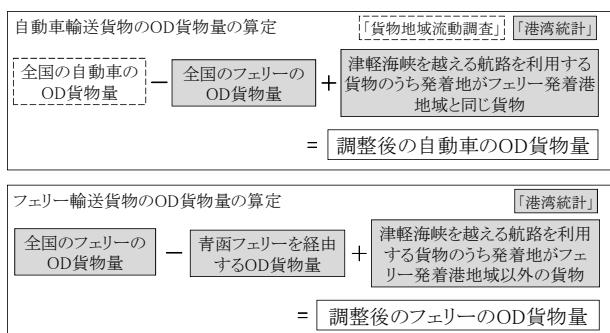 自動車輸送貨物のOD貨物量の算定 「貨物地域流動調査」 「港湾統計」
全国の自動車の
OD貨物量
－
全国のフェリーの
OD貨物量
＋
津軽海峡を越える航路を利用する
貨物のうち発着地がフェリー発着港
地域と同じ貨物
= 調整後の自動車のOD貨物量
フェリー輸送貨物のOD貨物量の算定 「港湾統計」
全国のフェリーの
OD貨物量
－
青函フェリーを経由
するOD貨物量
＋
津軽海峡を越える航路を利用
する貨物のうち発着地がフェ
リー発着港地域以外の貨物
= 調整後のフェリーのOD貨物量